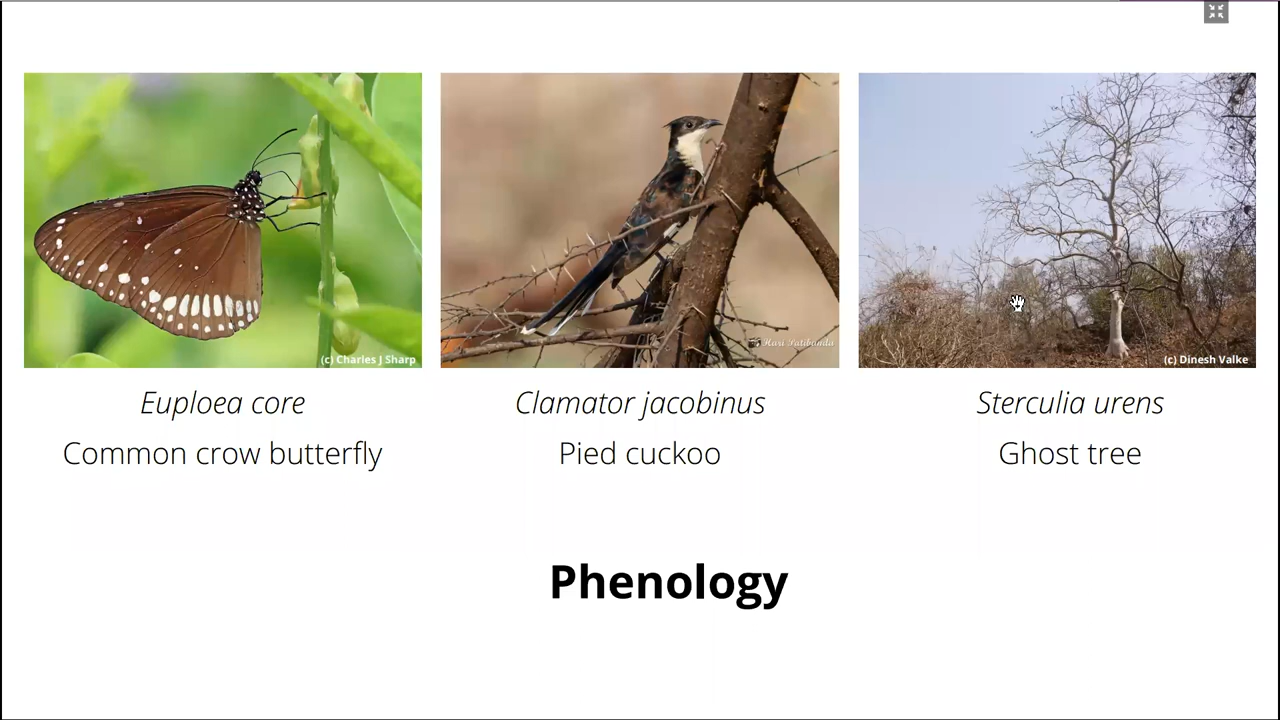 (c) Charles J Sharp
Hari Patibanda
(c) Dinesh Valke
Euploea core
Clamator jacobinus
Sterculia urens
Common crow butterfly
Pied cuckoo
Ghost tree
Phenology